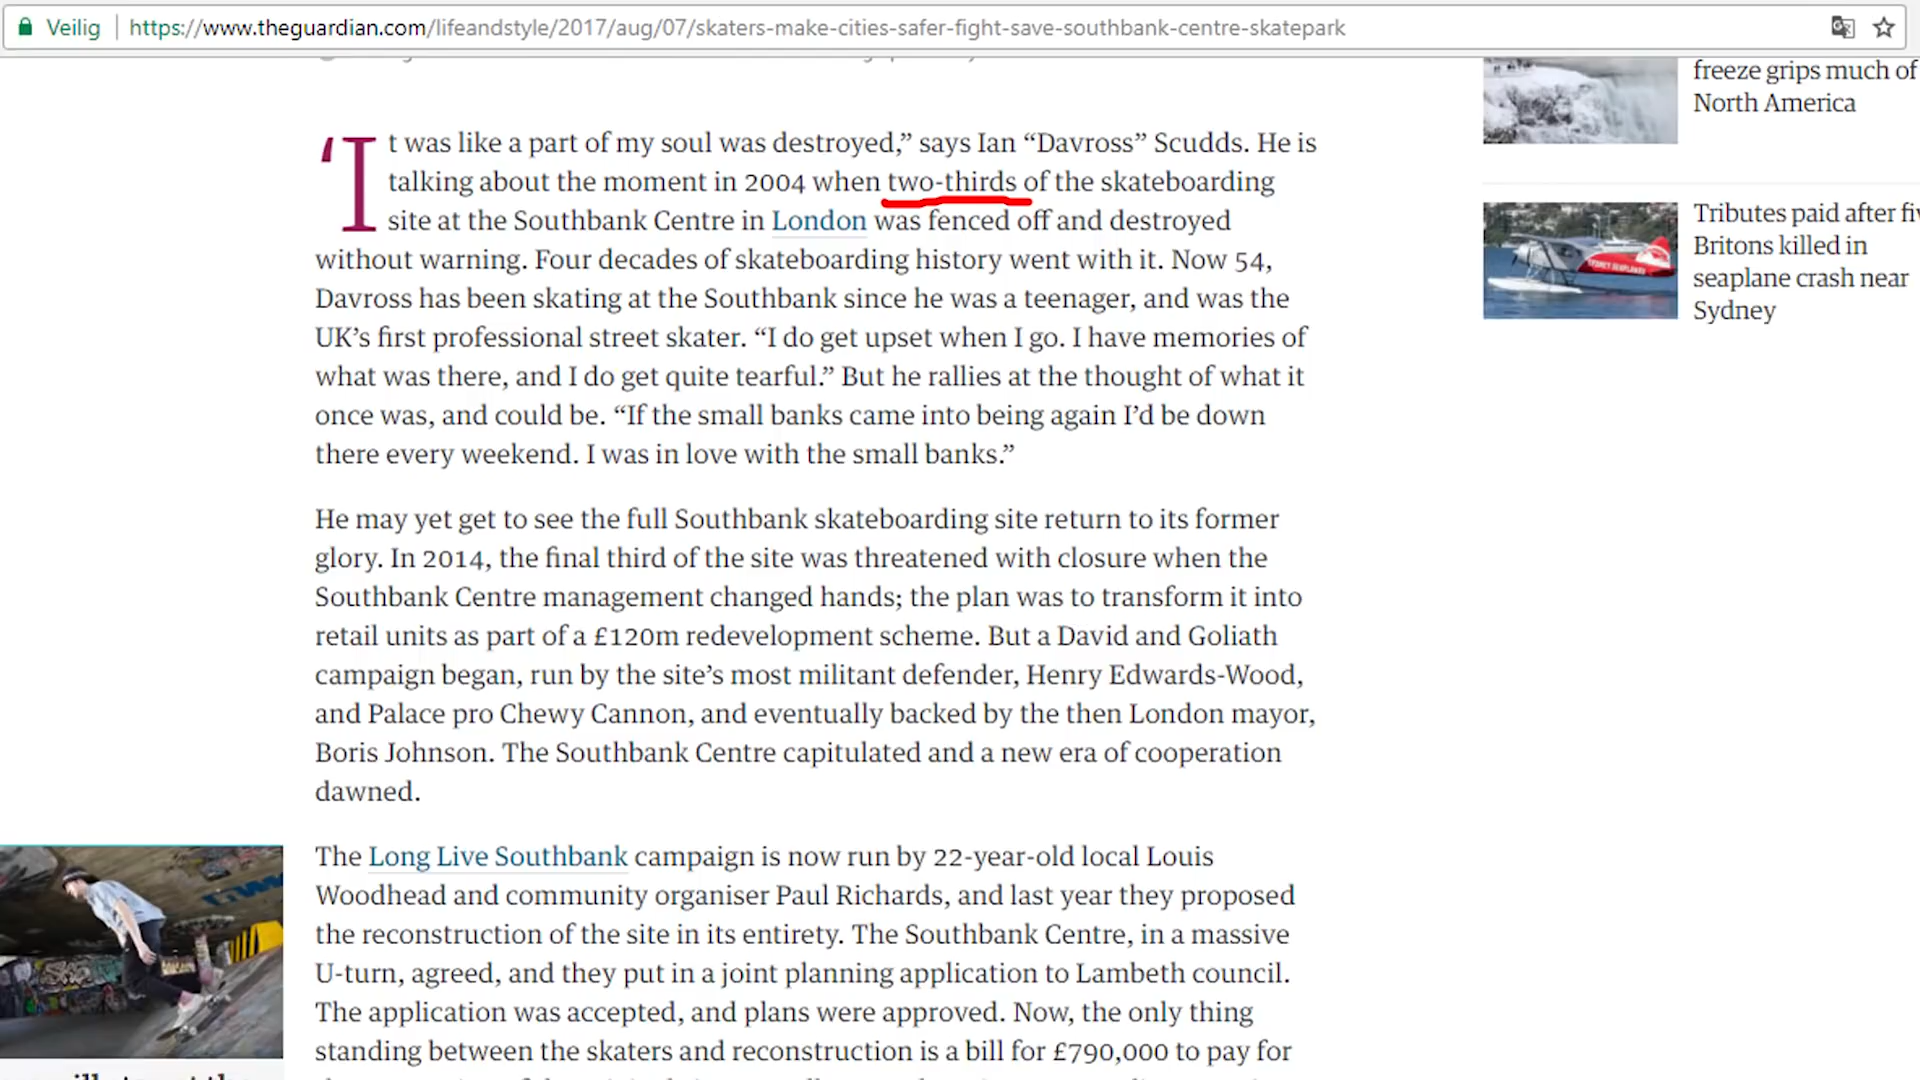 Veilig
https://www.theguardian.com/lifeandstyle/2017/aug/07/skaters-make-cities-safer-fight-save-southbank-centre-skatepark
‘It was like a part of my soul was destroyed,” says Ian “Davross” Scudds. He is
talking about the moment in 2004 when two-thirds of the skateboarding
site at the Southbank Centre in London was fenced off and destroyed
without warning. Four decades of skateboarding history went with it. Now 54,
Davross has been skating at the Southbank since he was a teenager, and was the
UK’s first professional street skater. “I do get upset when I go. I have memories of
what was there, and I do get quite tearful.” But he rallies at the thought of what it
once was, and could be. “If the small banks came into being again I’d be down
there every weekend. I was in love with the small banks.”
He may yet get to see the full Southbank skateboarding site return to its former
glory. In 2014, the final third of the site was threatened with closure when the
Southbank Centre management changed hands; the plan was to transform it into
retail units as part of a £120m redevelopment scheme. But a David and Goliath
campaign began, run by the site’s most militant defender, Henry Edwards-Wood,
and Palace pro Chewy Cannon, and eventually backed by the then London mayor,
Boris Johnson. The Southbank Centre capitulated and a new era of cooperation
dawned.
The Long Live Southbank campaign is now run by 22-year-old local Louis
Woodhead and community organiser Paul Richards, and last year they proposed
the reconstruction of the site in its entirety. The Southbank Centre, in a massive
U-turn, agreed, and they put in a joint planning application to Lambeth council.
The application was accepted, and plans were approved. Now, the only thing
standing between the skaters and reconstruction is a bill for £790,000 to pay for
freeze grips much of
North America
Tributes paid after fiv
Britons killed in
seaplane crash near
Sydney